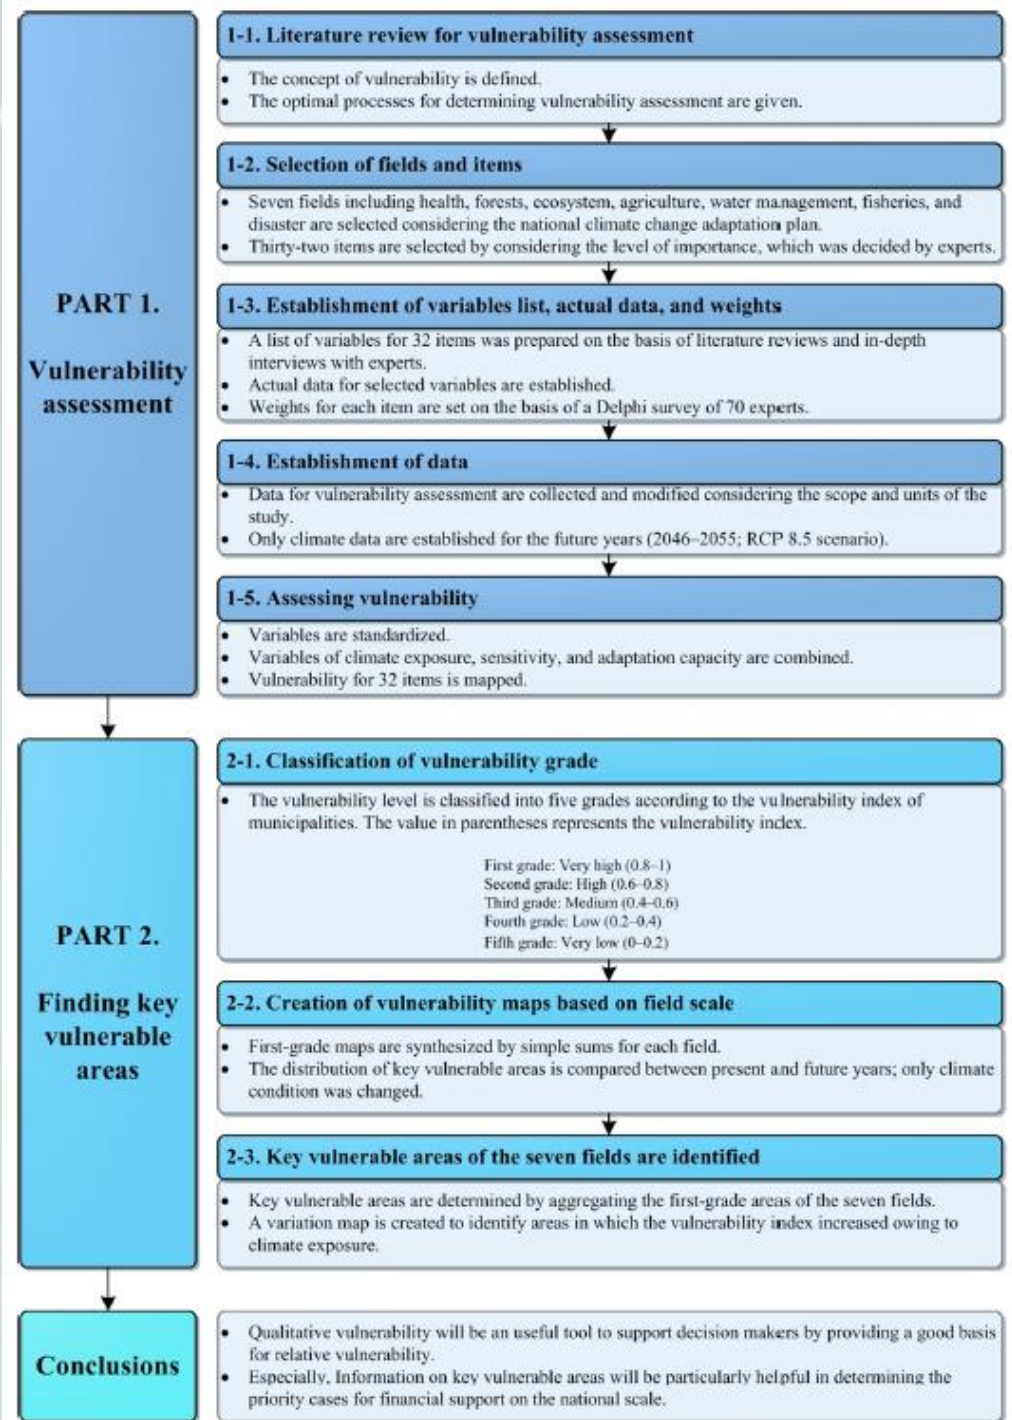 PART 1.
Vulnerability
assessment
1-1. Literature review for vulnerability assessment
• The concept of vulnerability is defined.
• The optimal processes for determining vulnerability assessment are given.
1-2. Selection of fields and items
• Seven fields including health, forests, ecosystem, agriculture, water management, fisheries, and
disaster are selected considering the national climate change adaptation plan.
• Thirty-two items are selected by considering the level of importance, which was decided by experts.
1-3. Establishment of variables list, actual data, and weights
• A list of variables for 32 items was prepared on the basis of literature reviews and in-depth
interviews with experts.
• Actual data for selected variables are established.
• Weights for each item are set on the basis of a Delphi survey of 70 experts.
1-4. Establishment of data
• Data for vulnerability assessment are collected and modified considering the scope and units of the
study.
• Only climate data are established for the future years (2046–2055; RCP 8.5 scenario).
1-5. Assessing vulnerability
• Variables are standardized.
• Variables of climate exposure, sensitivity, and adaptation capacity are combined.
• Vulnerability for 32 items is mapped.
PART 2.
Finding key
vulnerable
areas
2-1. Classification of vulnerability grade
• The vulnerability level is classified into five grades according to the vulnerability index of
municipalities. The value in parentheses represents the vulnerability index.
First grade: Very high (0.8–1)
Second grade: High (0.6–0.8)
Third grade: Medium (0.4–0.6)
Fourth grade: Low (0.2–0.4)
Fifth grade: Very low (0–0.2)
2-2. Creation of vulnerability maps based on field scale
• First-grade maps are synthesized by simple sums for each field.
• The distribution of key vulnerable areas is compared between present and future years; only climate
condition was changed.
2-3. Key vulnerable areas of the seven fields are identified
• Key vulnerable areas are determined by aggregating the first-grade areas of the seven fields.
• A variation map is created to identify areas in which the vulnerability index increased owing to
climate exposure.
Conclusions
• Qualitative vulnerability will be an useful tool to support decision makers by providing a good basis
for relative vulnerability.
• Especially, Information on key vulnerable areas will be particularly helpful in determining the
priority cases for financial support on the national scale.